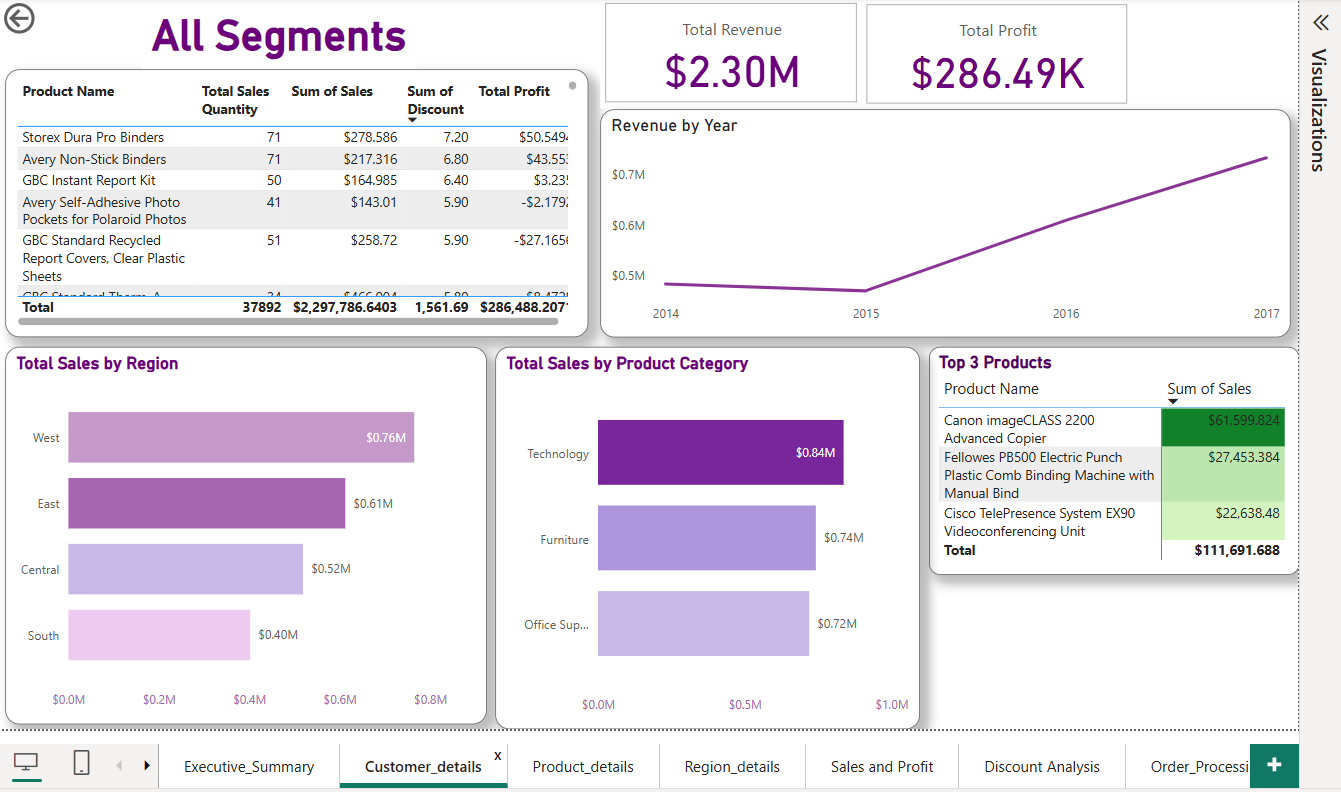 All Segments
Total Revenue
$2.30M
Total Profit
$286.49K
Visualizations
Product Name Total Sales Quantity Sum of Sales Sum of Discount Total Profit
Storex Dura Pro Binders 71 $278.586 7.20 $50.549
Avery Non-Stick Binders 71 $217.316 6.80 $43.55
GBC Instant Report Kit 50 $164.985 6.40 $3.23
Avery Self-Adhesive Photo 41 $143.01 5.90 -$2.179
Pockets for Polaroid Photos
GBC Standard Recycled 51 $258.72 5.90 -$27.165
Report Covers, Clear Plastic
Sheets
Total 37892 $2,297,786.6403 1,561.69 $286,488.207
Revenue by Year
$0.7M
$0.6M
$0.5M
2014 2015 2016 2017
Total Sales by Region
West $0.76M
East $0.61M
Central $0.52M
South $0.40M
$0.0M $0.2M $0.4M $0.6M $0.8M
Total Sales by Product Category
Technology $0.84M
Furniture $0.74M
Office Sup... $0.72M
$0.0M $0.5M $1.0M
Top 3 Products
Product Name Sum of Sales
Canon imageCLASS 2200 $61,599.824
Advanced Copier
Fellowes PB500 Electric Punch $27,453.384
Plastic Comb Binding Machine with
Manual Bind
Cisco TelePresence System EX90 $22,638.48
Videoconferencing Unit
Total $111,691.688
Executive_Summary Customer_details x Product_details Region_details Sales and Profit Discount Analysis Order_Processi +